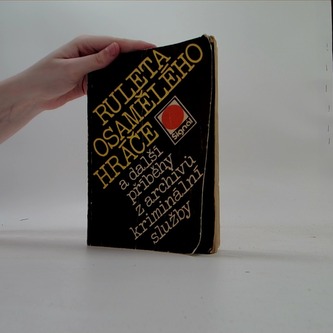 RULETA
OSAMĚLÉHO
HRÁČE
Signal
a další
příběhy
z archivů
kriminální
služby